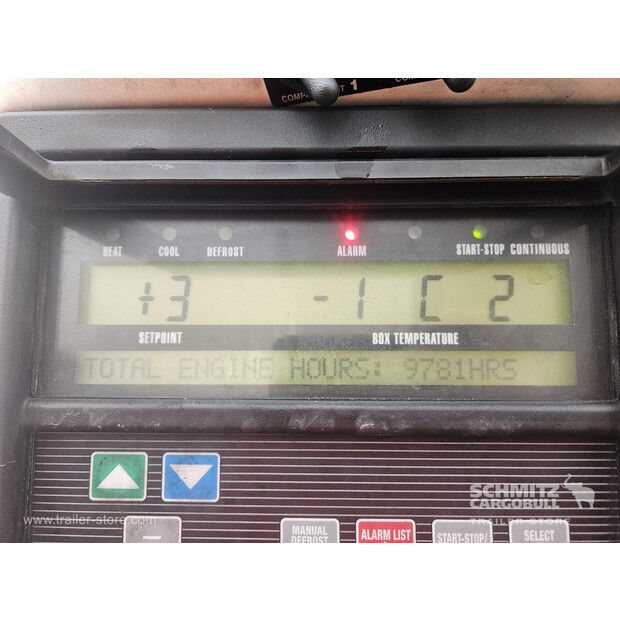 COMPARTMENT 1
HEAT COOL DEFROST ALARM START-STOP CONTINUOUS
+3 -1 C 2
SETPOINT BOX TEMPERATURE
TOTAL ENGINE HOURS: 9781HRS
SCHMITZ
CARGOBULL
TRAILER STORE
www.trailer-store.com
=
MANUAL DEFROST ALARM LIST START-STOP/ SELECT